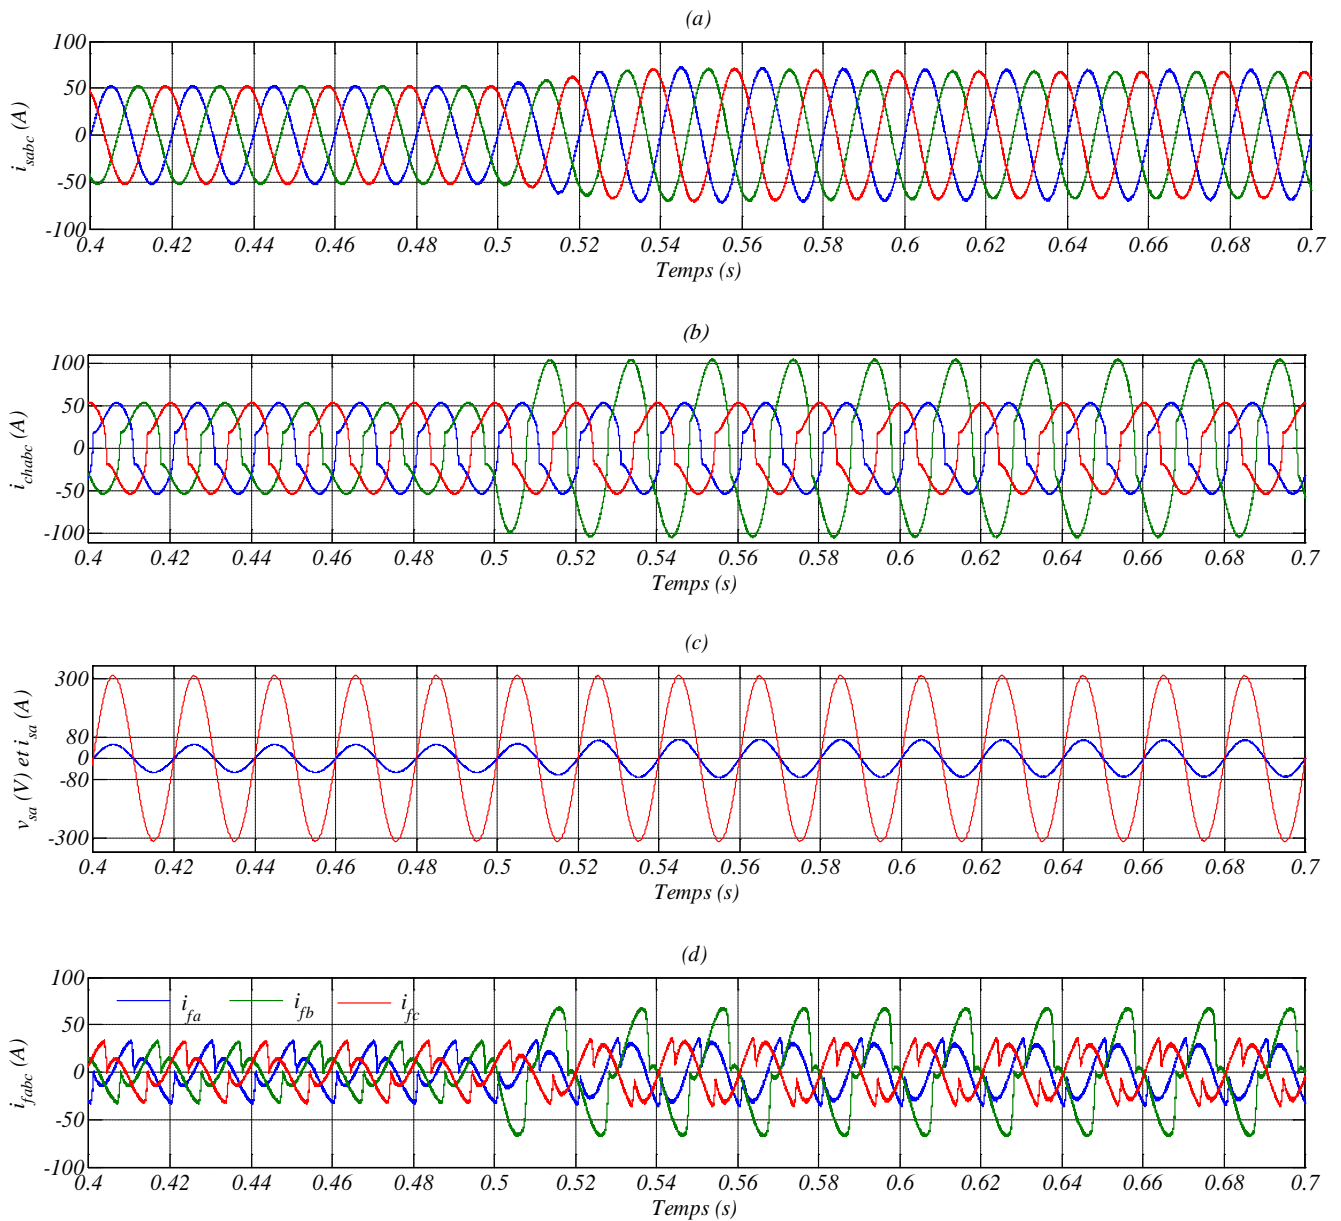 (a)
100
50
0
-50
-100
i_sabc (A)
0.4 0.42 0.44 0.46 0.48 0.5 0.52 0.54 0.56 0.58 0.6 0.62 0.64 0.66 0.68 0.7
Temps (s)
(b)
100
50
0
-50
-100
i_chabc (A)
0.4 0.42 0.44 0.46 0.48 0.5 0.52 0.54 0.56 0.58 0.6 0.62 0.64 0.66 0.68 0.7
Temps (s)
(c)
300
80
0
-80
-300
v_sa (V) et i_sa (A)
0.4 0.42 0.44 0.46 0.48 0.5 0.52 0.54 0.56 0.58 0.6 0.62 0.64 0.66 0.68 0.7
Temps (s)
(d)
100
50
0
-50
-100
i_fabc (A)
i_fa i_fb i_fc
0.4 0.42 0.44 0.46 0.48 0.5 0.52 0.54 0.56 0.58 0.6 0.62 0.64 0.66 0.68 0.7
Temps (s)